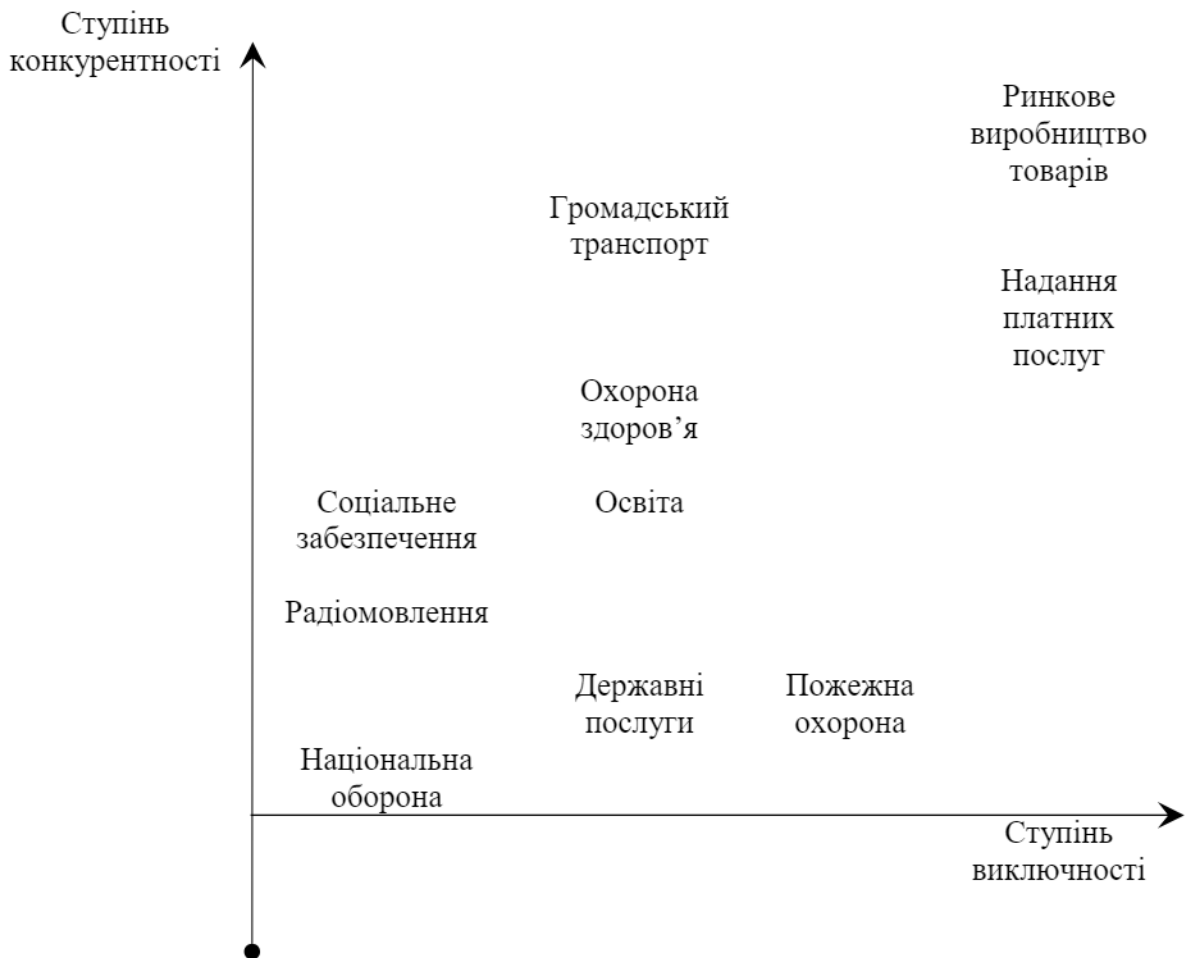 Ступінь
конкурентності
Ринкове
виробництво
товарів
Громадський
транспорт
Надання
платних
послуг
Охорона
здоров’я
Соціальне
забезпечення
Освіта
Радіомовлення
Державні
послуги
Пожежна
охорона
Національна
оборона
Ступінь
виключності